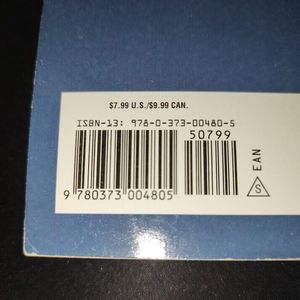 $7.99 U.S./$9.99 CAN.
ISBN-13: 978-0-373-00480-5
50799
EAN
S
9 780373 004805